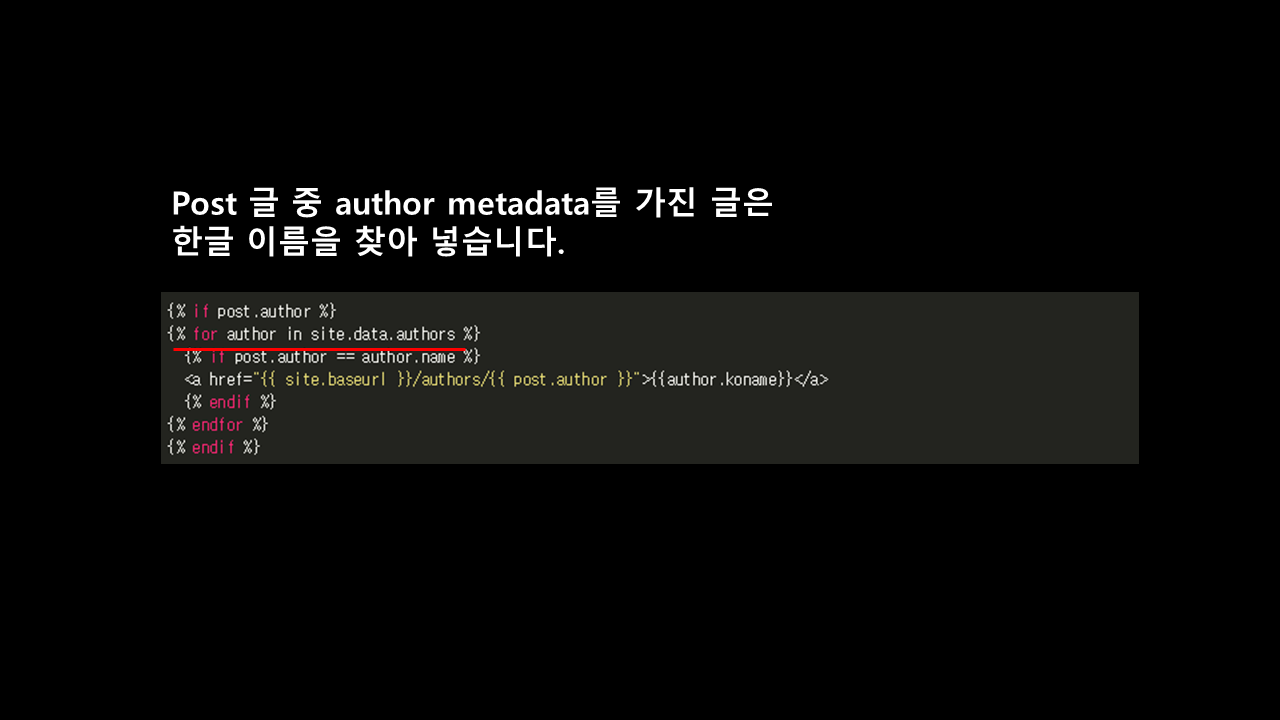 Post 글 중 author metadata를 가진 글은
한글 이름을 찾아 넣습니다.
{% if post.author %}
{% for author in site.data.authors %}
{% if post.author == author.name %}
<a href="{{ site.baseurl }}/authors/{{ post.author }}">{{author.koname}}</a>
{% endif %}
{% endfor %}
{% endif %}